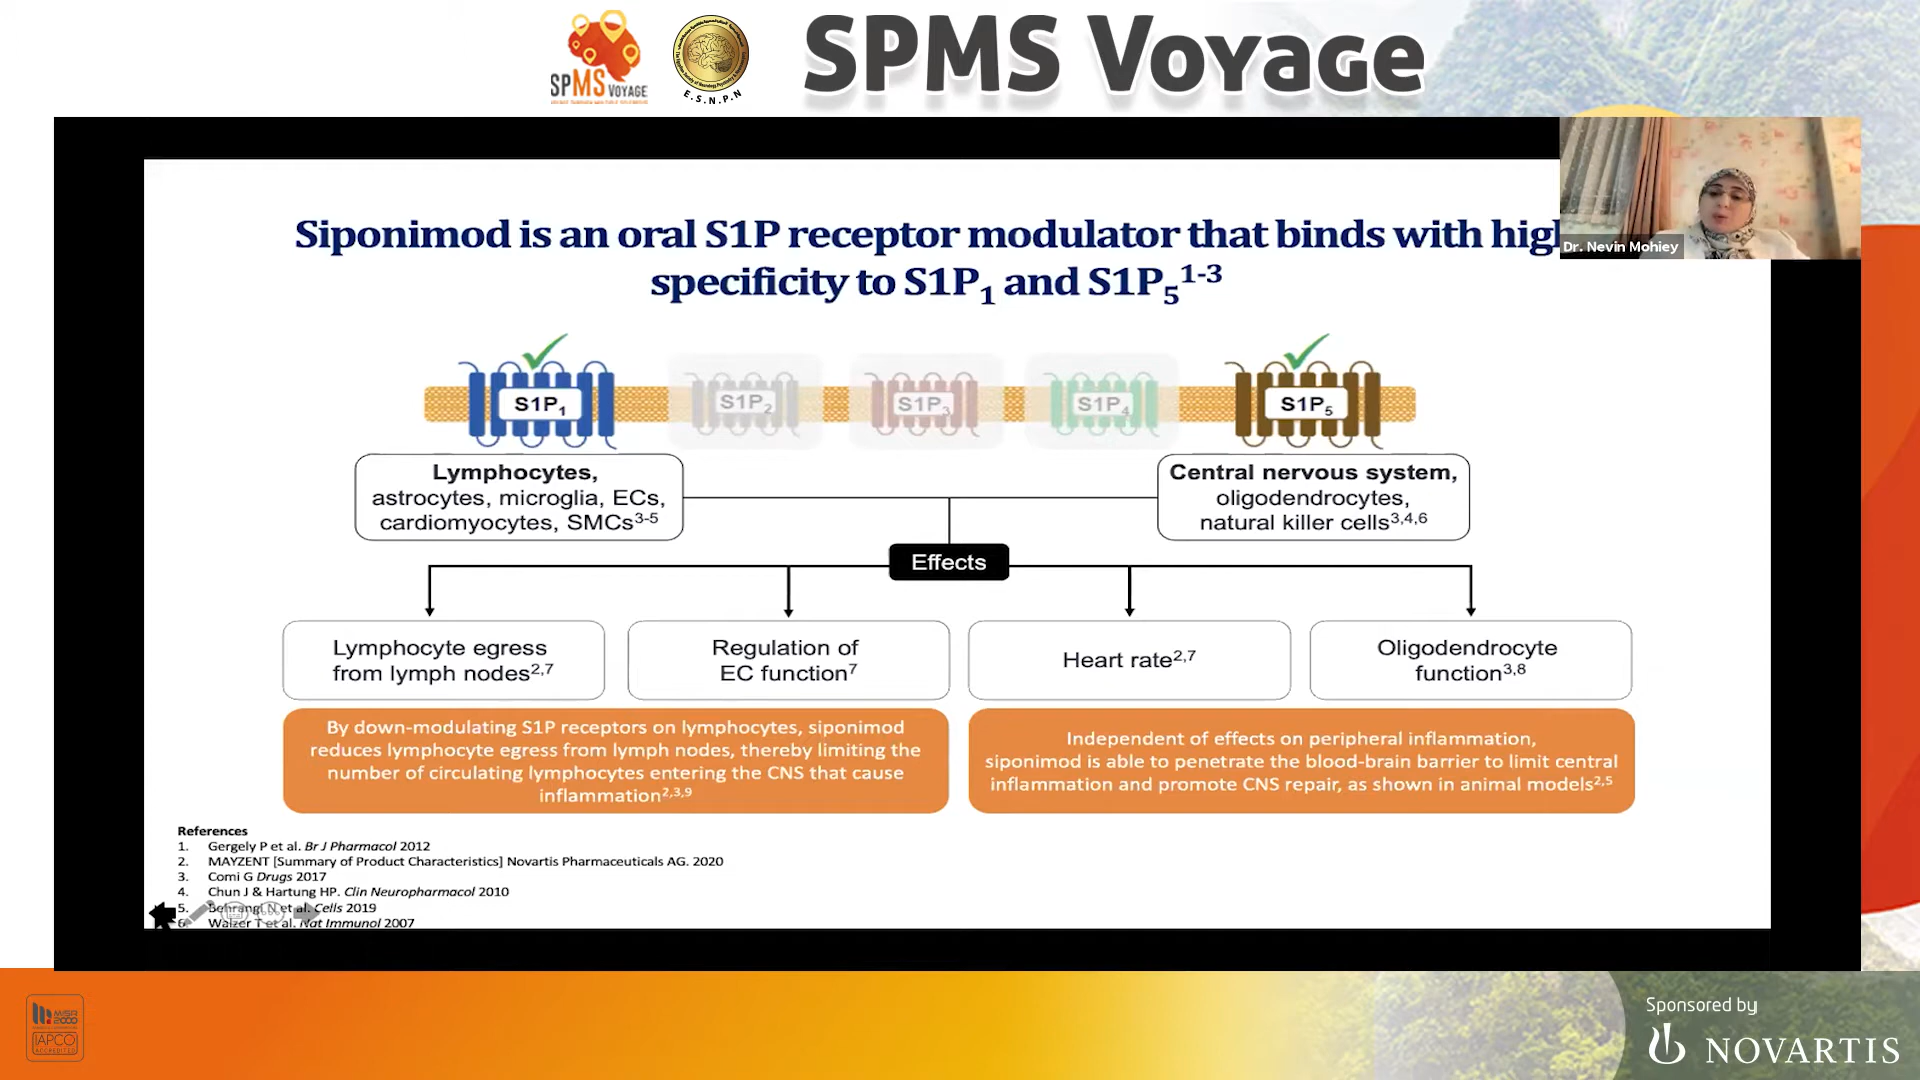 SPMS VOYAGE
E.S.N.P.N
SPMS Voyage
Dr. Nevin Mohiey
Siponimod is an oral S1P receptor modulator that binds with hig
specificity to S1P1 and S1P5 1-3
S1P1
S1P2
S1P3
S1P4
S1P5
Lymphocytes,
astrocytes, microglia, ECs,
cardiomyocytes, SMCs3-5
Central nervous system,
oligodendrocytes,
natural killer cells3,4,6
Effects
Lymphocyte egress
from lymph nodes2,7
Regulation of
EC function7
Heart rate2,7
Oligodendrocyte
function3,8
By down-modulating S1P receptors on lymphocytes, siponimod
reduces lymphocyte egress from lymph nodes, thereby limiting the
number of circulating lymphocytes entering the CNS that cause
inflammation2,3,9
Independent of effects on peripheral inflammation,
siponimod is able to penetrate the blood-brain barrier to limit central
inflammation and promote CNS repair, as shown in animal models2,5
References
1. Gergely P et al. Br J Pharmacol 2012
2. MAYZENT [Summary of Product Characteristics] Novartis Pharmaceuticals AG. 2020
3. Comi G Drugs 2017
4. Chun J & Hartung HP. Clin Neuropharmacol 2010
5. Behrangi N et al. Cells 2019
6. Walzer T et al. Nat Immunol 2007
MISR
2000
IAPCO
ACCREDITED
Sponsored by
NOVARTIS